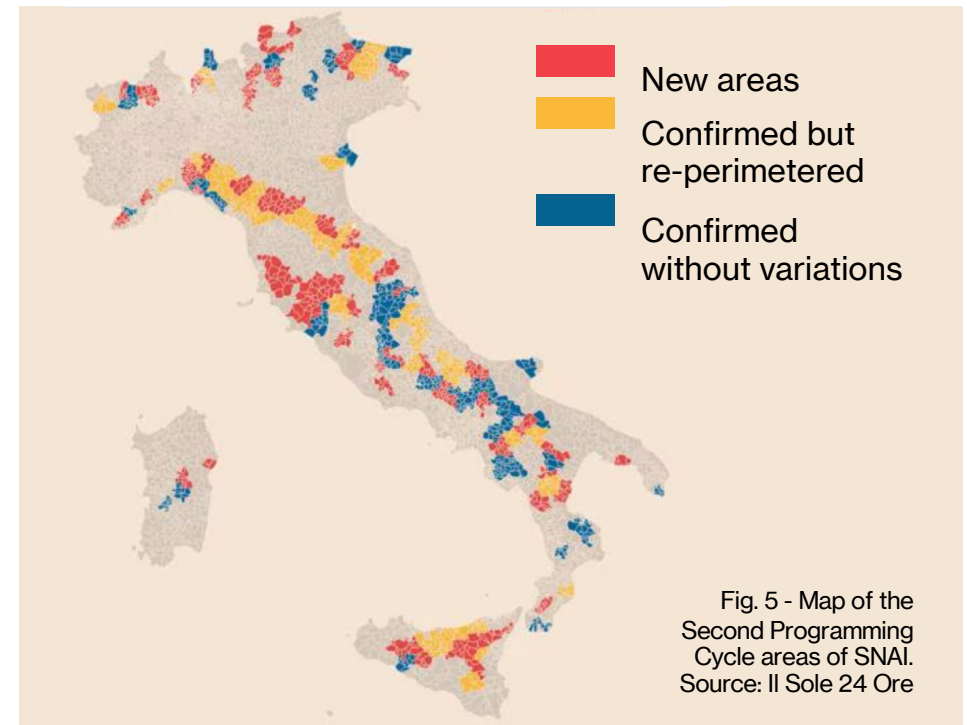 New areas
Confirmed but
re-perimetered
Confirmed
without variations
Fig. 5 - Map of the
Second Programming
Cycle areas of SNAI.
Source: Il Sole 24 Ore